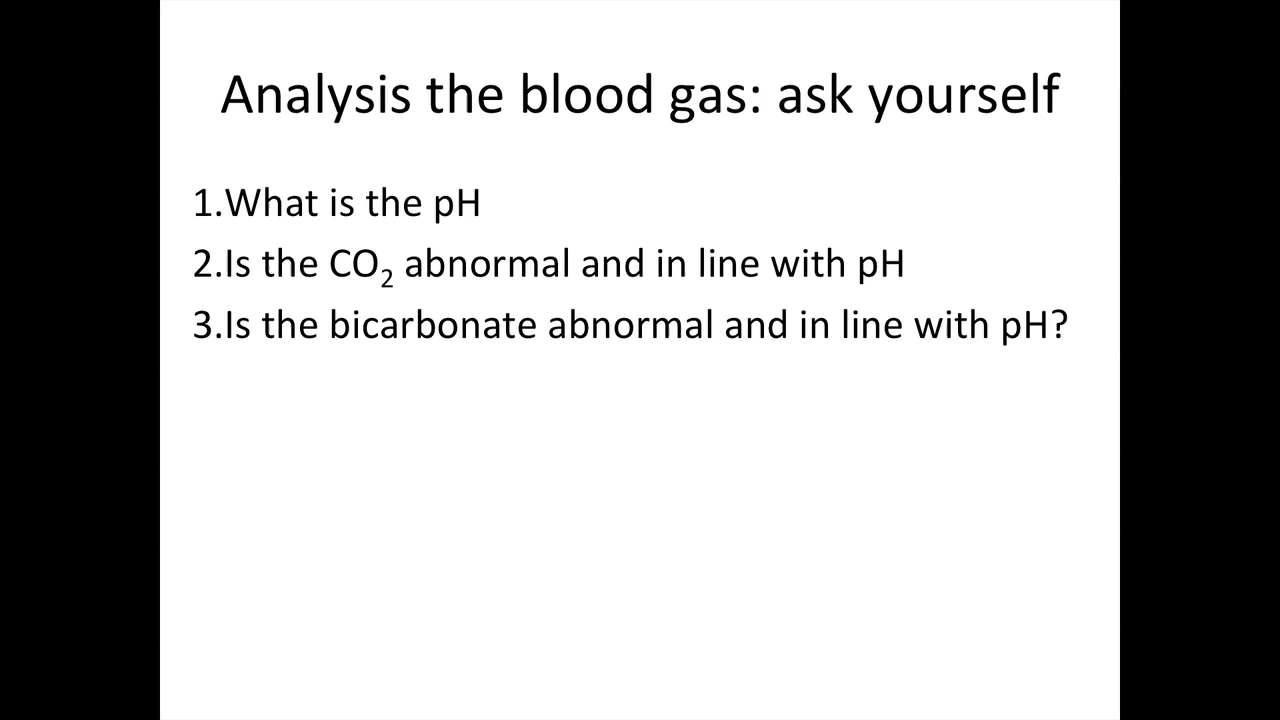 Analysis the blood gas: ask yourself
1.What is the pH
2.Is the CO₂ abnormal and in line with pH
3.Is the bicarbonate abnormal and in line with pH?